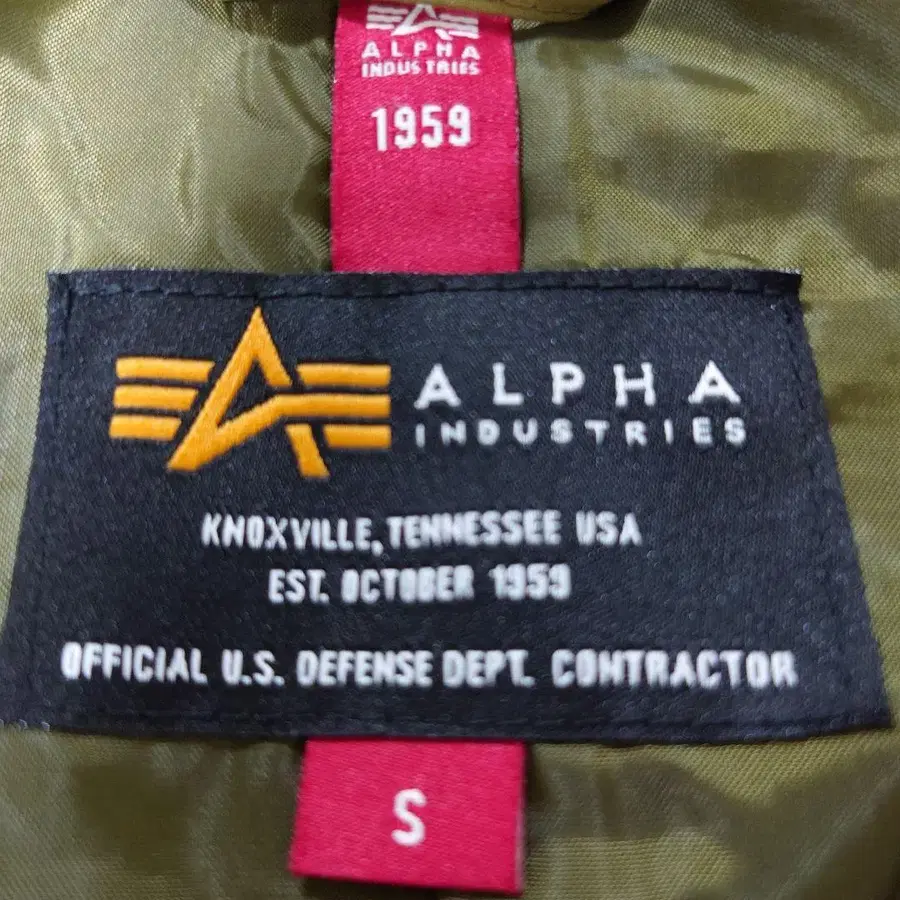 ALPHA
INDUSTRIES
1959
ALPHA
INDUSTRIES
KNOXVILLE, TENNESSEE USA
EST. OCTOBER 1959
OFFICIAL U.S. DEFENSE DEPT. CONTRACTOR
S